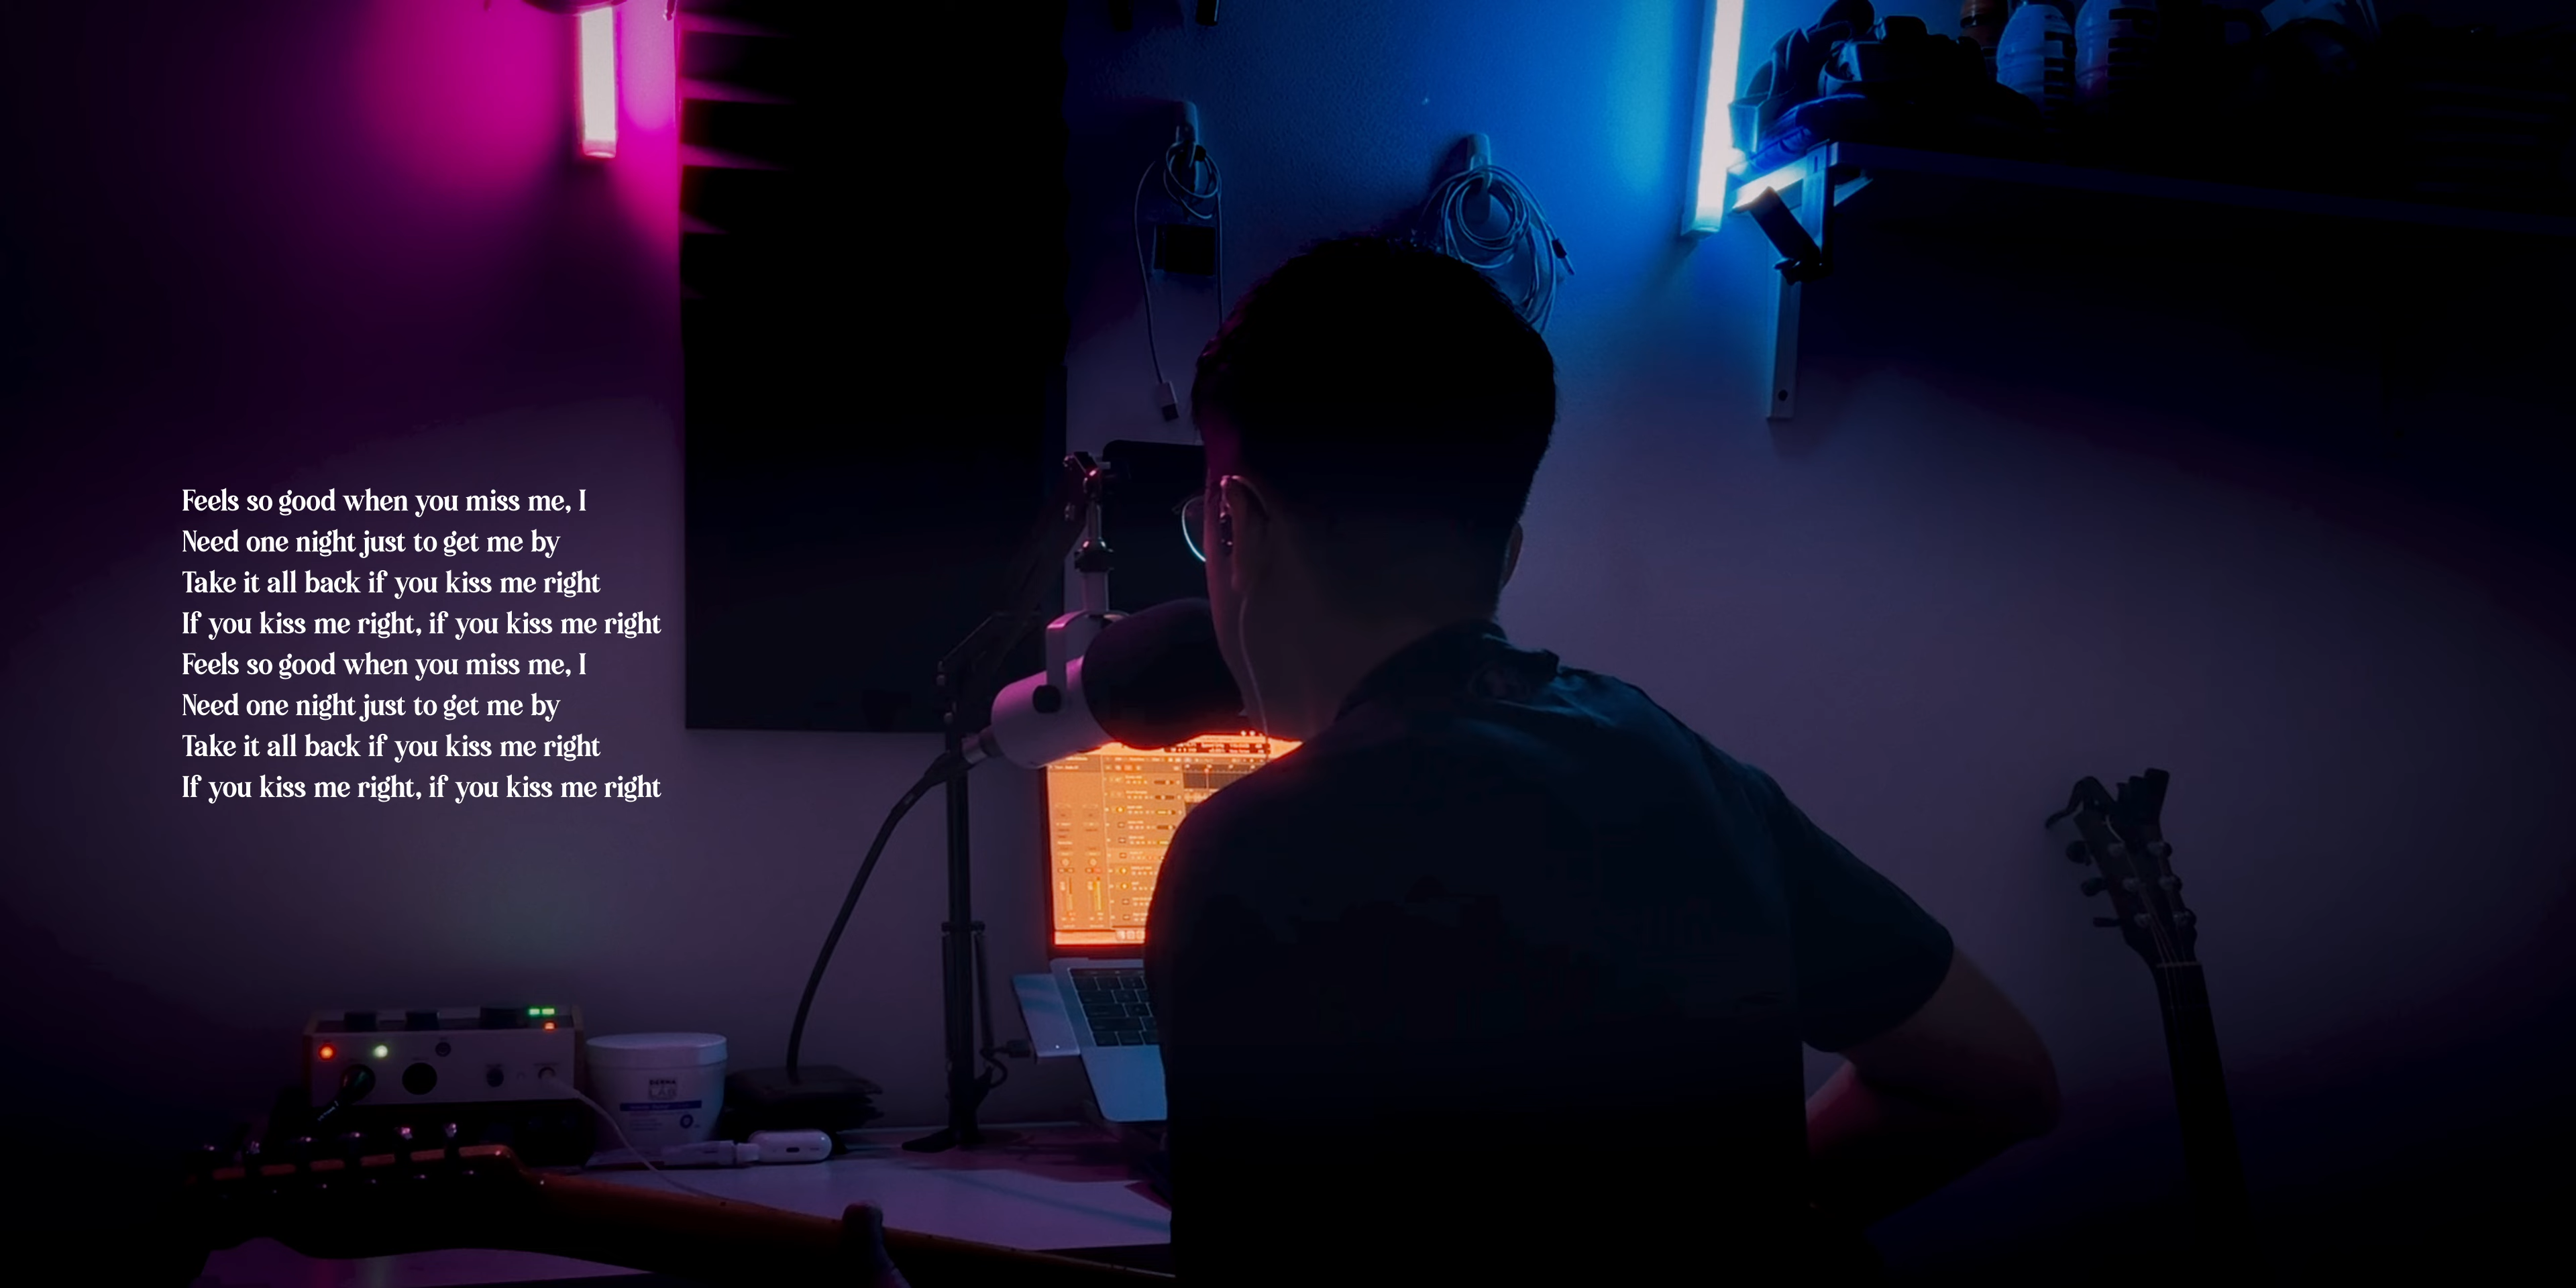 Feels so good when you miss me, I
Need one night just to get me by
Take it all back if you kiss me right
If you kiss me right, if you kiss me right
Feels so good when you miss me, I
Need one night just to get me by
Take it all back if you kiss me right
If you kiss me right, if you kiss me right